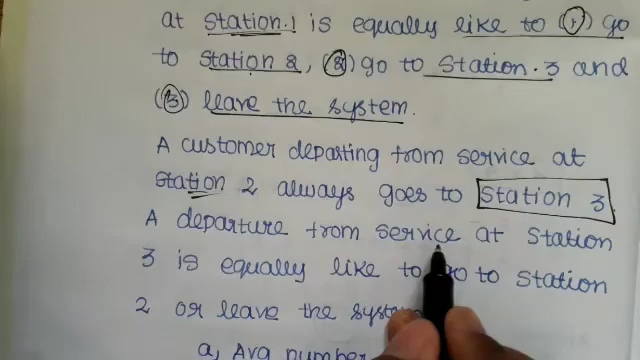 at Station.1 is equally like to (1) go
to Station 2, (2) go to Station.3 and
(3) leave the system.
A customer departing from service at
Station 2 always goes to Station 3
A departure from service at Station
3 is equally like to go to Station
2 or leave the system
a, Avg number